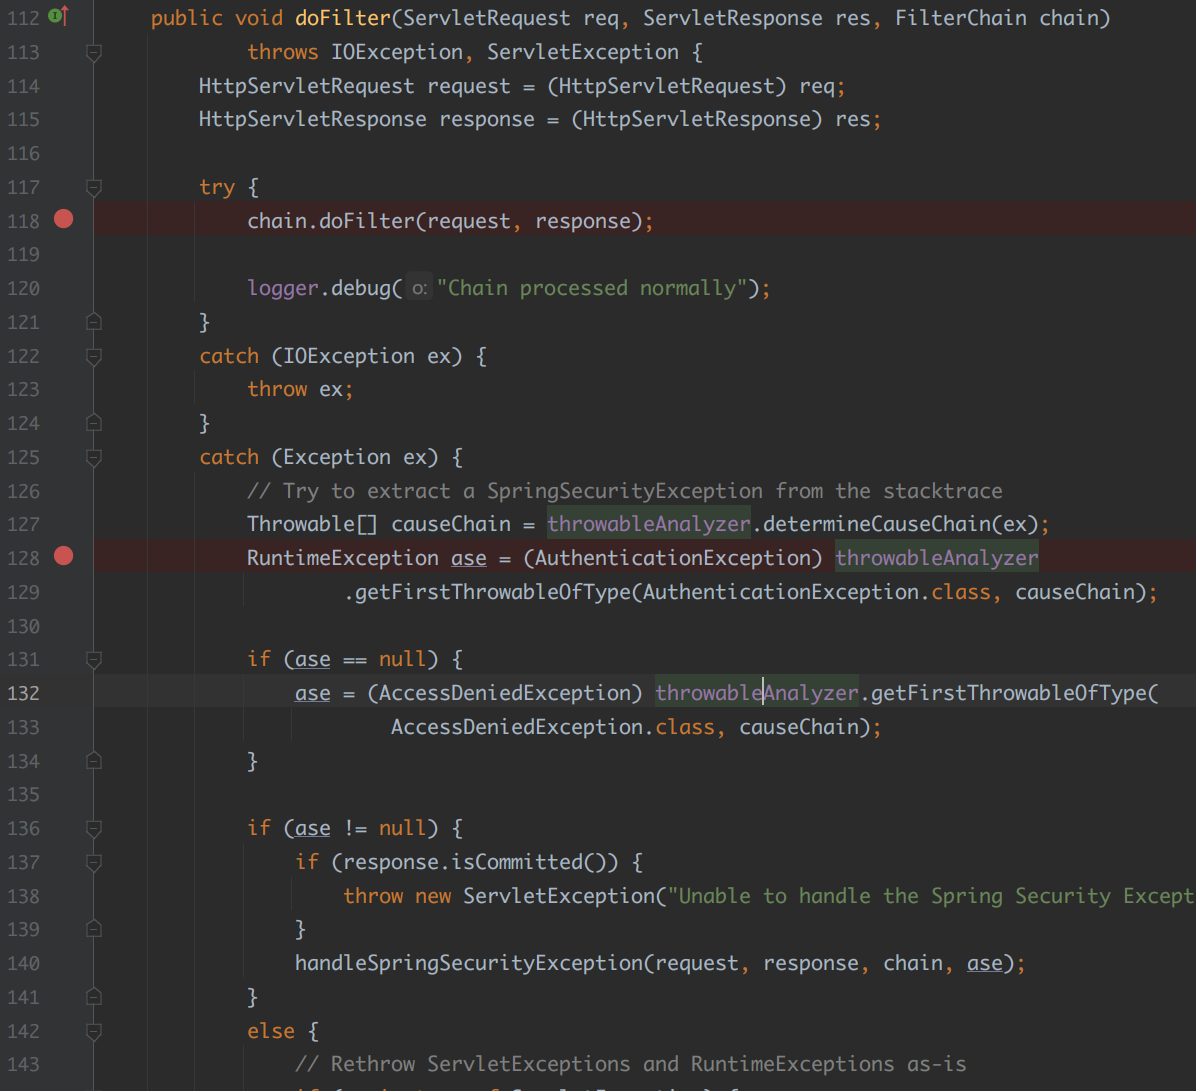 112 public void doFilter(ServletRequest req, ServletResponse res, FilterChain chain)
113 throws IOException, ServletException {
114 HttpServletRequest request = (HttpServletRequest) req;
115 HttpServletResponse response = (HttpServletResponse) res;
116
117 try {
118 chain.doFilter(request, response);
119
120 logger.debug( o: "Chain processed normally");
121 }
122 catch (IOException ex) {
123 throw ex;
124 }
125 catch (Exception ex) {
126 // Try to extract a SpringSecurityException from the stacktrace
127 Throwable[] causeChain = throwableAnalyzer.determineCauseChain(ex);
128 RuntimeException ase = (AuthenticationException) throwableAnalyzer
129 .getFirstThrowableOfType(AuthenticationException.class, causeChain);
130
131 if (ase == null) {
132 ase = (AccessDeniedException) throwableAnalyzer.getFirstThrowableOfType(
133 AccessDeniedException.class, causeChain);
134 }
135
136 if (ase != null) {
137 if (response.isCommitted()) {
138 throw new ServletException("Unable to handle the Spring Security Except
139 }
140 handleSpringSecurityException(request, response, chain, ase);
141 }
142 else {
143 // Rethrow ServletExceptions and RuntimeExceptions as-is